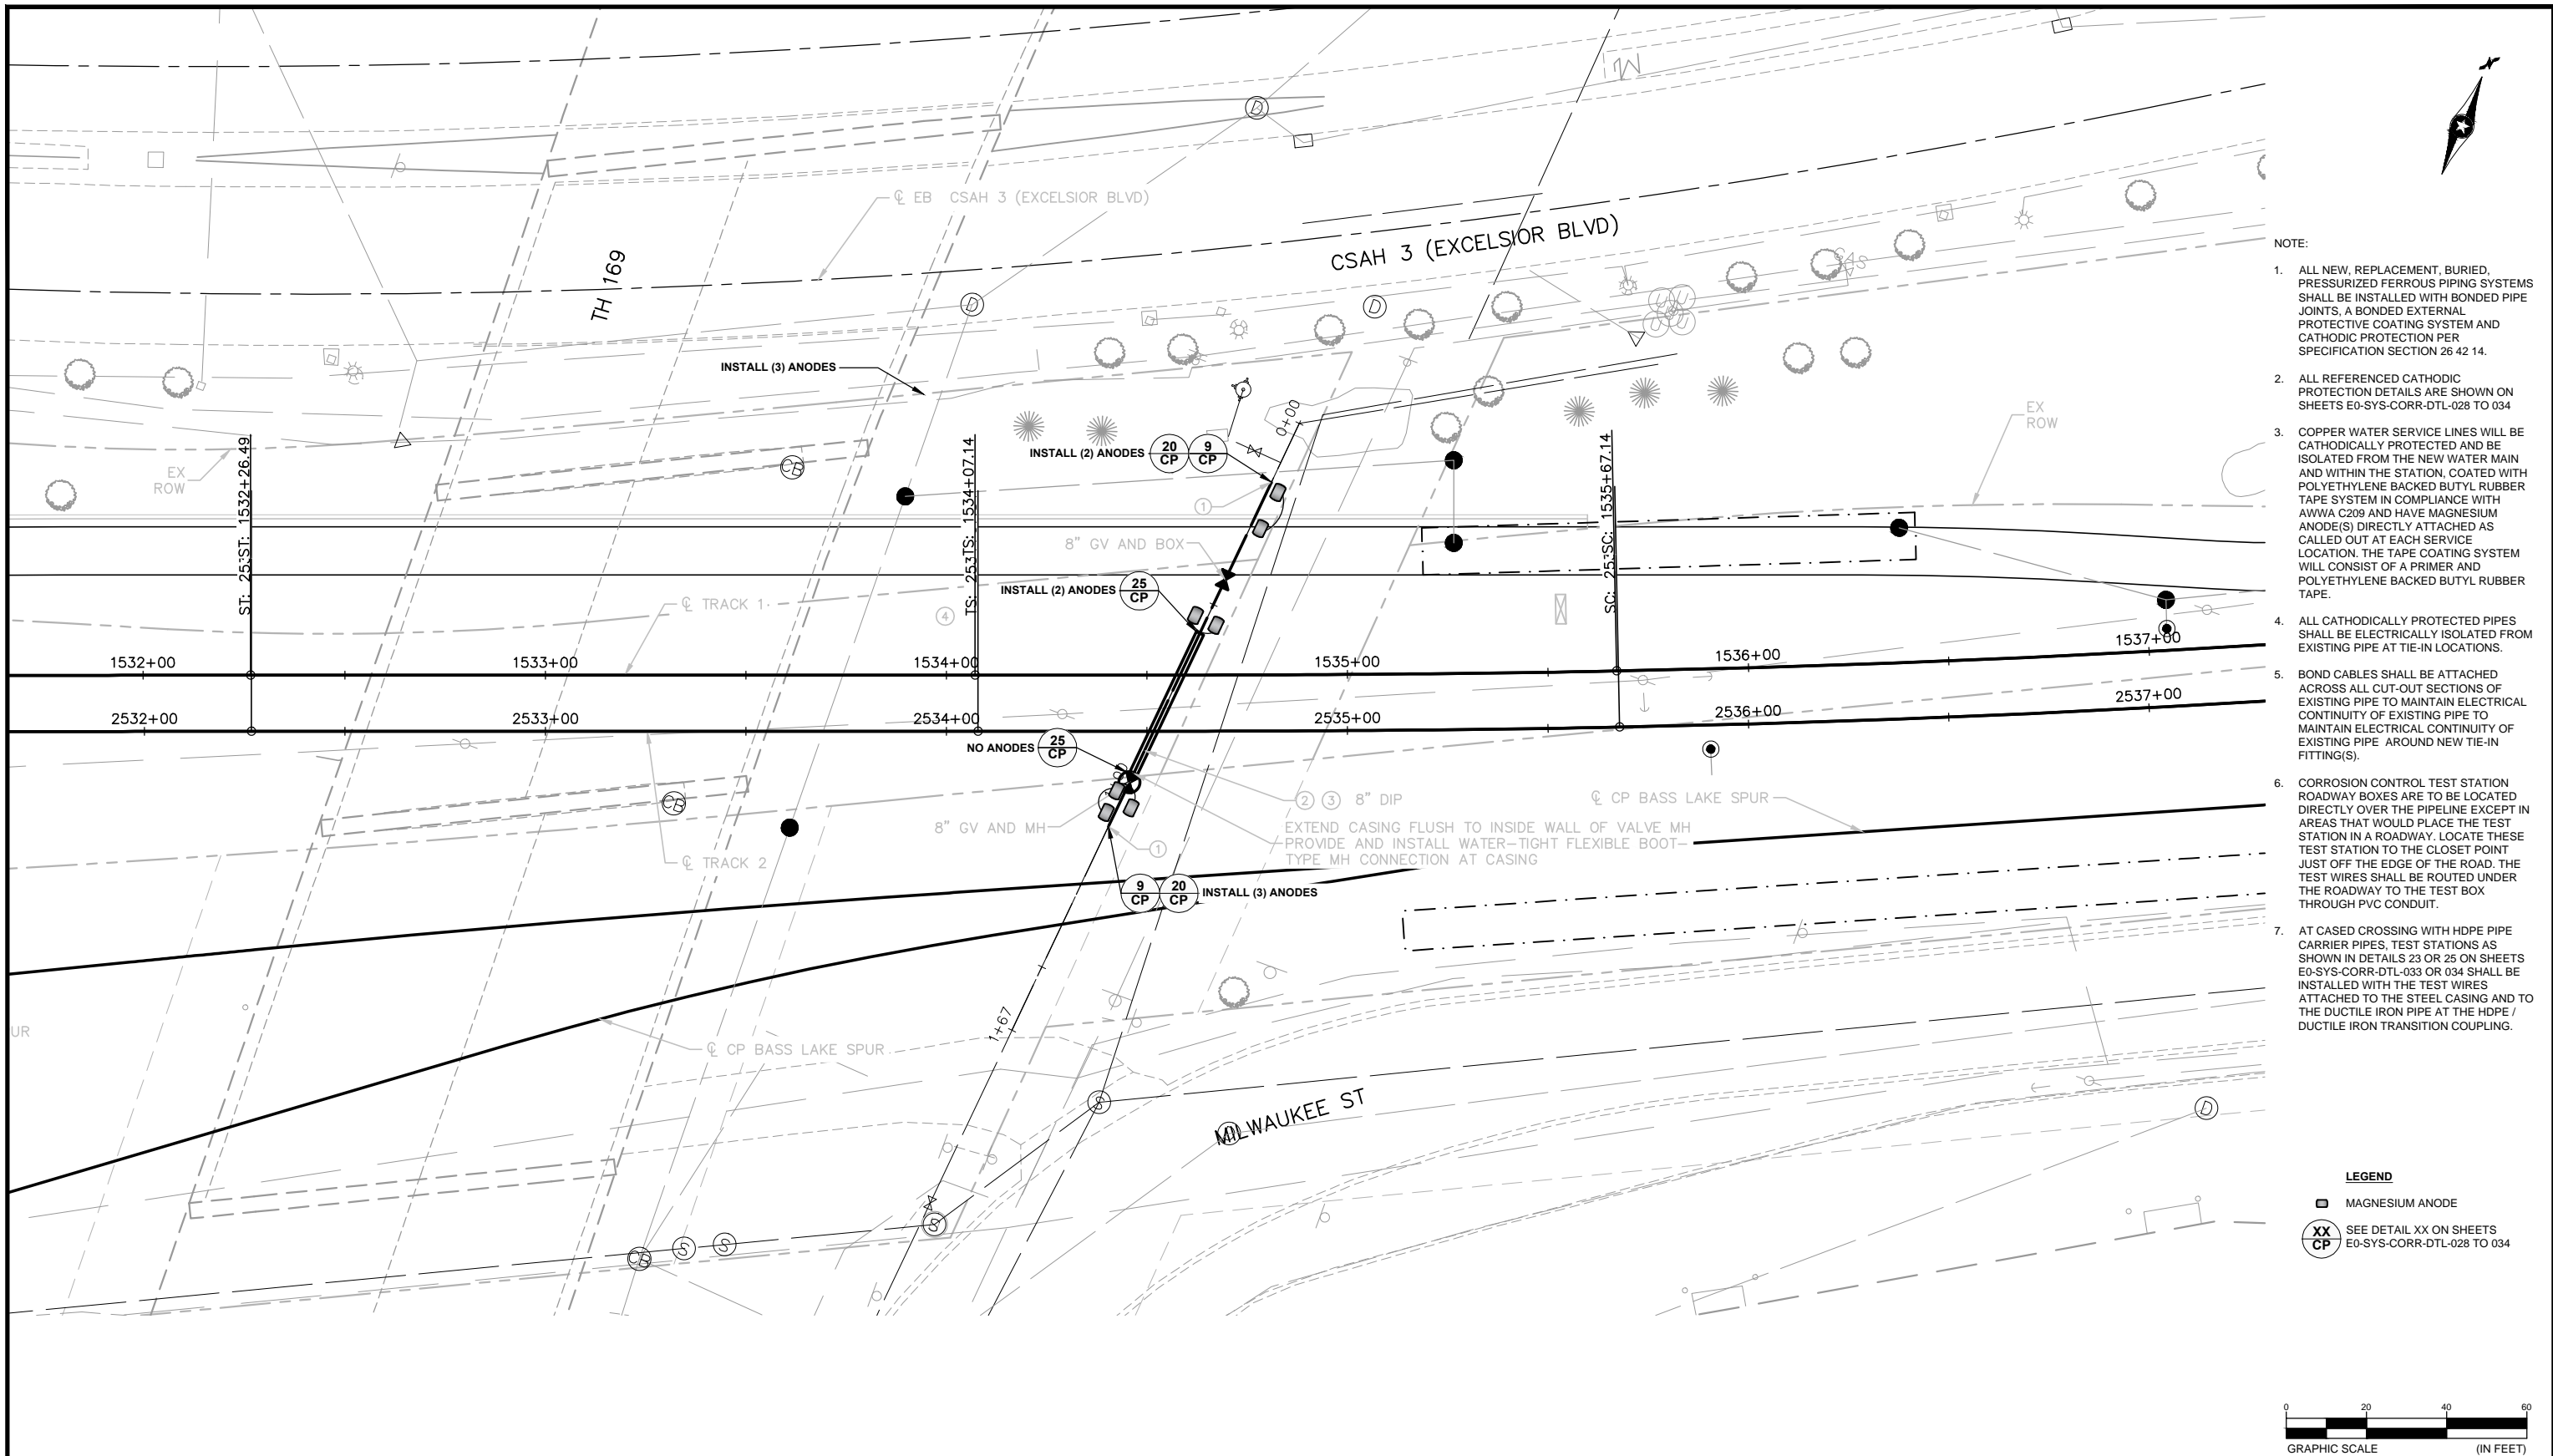 ℄ EB CSAH 3 (EXCELSIOR BLVD)
CSAH 3 (EXCELSIOR BLVD)
TH 169
D
D
D
INSTALL (3) ANODES
EX
ROW
EX
ROW
CB
0+00
INSTALL (2) ANODES
20
CP
9
CP
1
8" GV AND BOX
INSTALL (2) ANODES
25
CP
℄ TRACK 1
4
ST: 1532+26.49
TS: 1534+07.14
SC: 1535+67.14
1532+00
1533+00
1534+00
1535+00
1536+00
1537+00
2532+00
2533+00
2534+00
2535+00
2536+00
2537+00
NO ANODES
25
CP
CB
8" GV AND MH
℄ TRACK 2
1
2 3 8" DIP
EXTEND CASING FLUSH TO INSIDE WALL OF VALVE MH
PROVIDE AND INSTALL WATER-TIGHT FLEXIBLE BOOT-
TYPE MH CONNECTION AT CASING
℄ CP BASS LAKE SPUR
9
CP
20
CP
INSTALL (3) ANODES
UR
℄ CP BASS LAKE SPUR
1+67
MILWAUKEE ST
S
S
S
S
CB
D
NOTE:
1. ALL NEW, REPLACEMENT, BURIED,
PRESSURIZED FERROUS PIPING SYSTEMS
SHALL BE INSTALLED WITH BONDED PIPE
JOINTS, A BONDED EXTERNAL
PROTECTIVE COATING SYSTEM AND
CATHODIC PROTECTION PER
SPECIFICATION SECTION 26 42 14.
2. ALL REFERENCED CATHODIC
PROTECTION DETAILS ARE SHOWN ON
SHEETS E0-SYS-CORR-DTL-028 TO 034
3. COPPER WATER SERVICE LINES WILL BE
CATHODICALLY PROTECTED AND BE
ISOLATED FROM THE NEW WATER MAIN
AND WITHIN THE STATION, COATED WITH
POLYETHYLENE BACKED BUTYL RUBBER
TAPE SYSTEM IN COMPLIANCE WITH
AWWA C209 AND HAVE MAGNESIUM
ANODE(S) DIRECTLY ATTACHED AS
CALLED OUT AT EACH SERVICE
LOCATION. THE TAPE COATING SYSTEM
WILL CONSIST OF A PRIMER AND
POLYETHYLENE BACKED BUTYL RUBBER
TAPE.
4. ALL CATHODICALLY PROTECTED PIPES
SHALL BE ELECTRICALLY ISOLATED FROM
EXISTING PIPE AT TIE-IN LOCATIONS.
5. BOND CABLES SHALL BE ATTACHED
ACROSS ALL CUT-OUT SECTIONS OF
EXISTING PIPE TO MAINTAIN ELECTRICAL
CONTINUITY OF EXISTING PIPE TO
MAINTAIN ELECTRICAL CONTINUITY OF
EXISTING PIPE AROUND NEW TIE-IN
FITTING(S).
6. CORROSION CONTROL TEST STATION
ROADWAY BOXES ARE TO BE LOCATED
DIRECTLY OVER THE PIPELINE EXCEPT IN
AREAS THAT WOULD PLACE THE TEST
STATION IN A ROADWAY. LOCATE THESE
TEST STATION TO THE CLOSET POINT
JUST OFF THE EDGE OF THE ROAD. THE
TEST WIRES SHALL BE ROUTED UNDER
THE ROADWAY TO THE TEST BOX
THROUGH PVC CONDUIT.
7. AT CASED CROSSING WITH HDPE PIPE
CARRIER PIPES, TEST STATIONS AS
SHOWN IN DETAILS 23 OR 25 ON SHEETS
E0-SYS-CORR-DTL-033 OR 034 SHALL BE
INSTALLED WITH THE TEST WIRES
ATTACHED TO THE STEEL CASING AND TO
THE DUCTILE IRON PIPE AT THE HDPE /
DUCTILE IRON TRANSITION COUPLING.
LEGEND
MAGNESIUM ANODE
XX
CP
SEE DETAIL XX ON SHEETS
E0-SYS-CORR-DTL-028 TO 034
0 20 40 60
GRAPHIC SCALE (IN FEET)